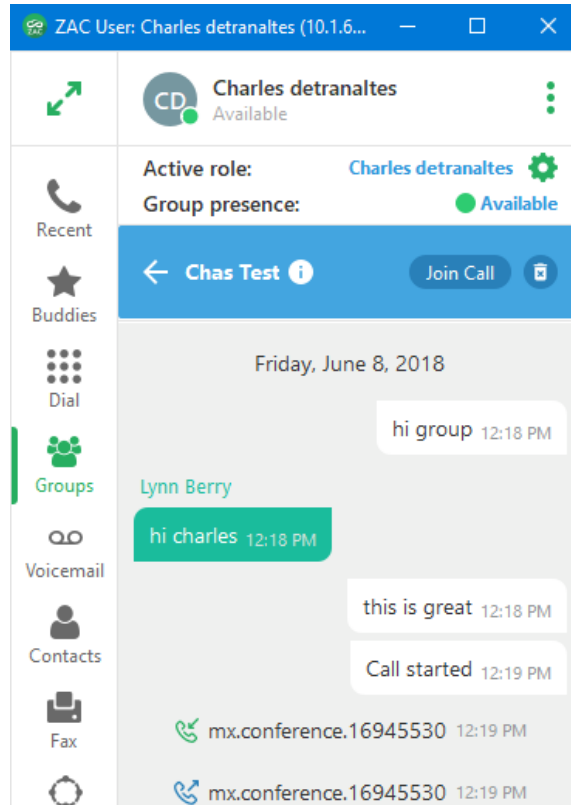 ZAC User: Charles detranaltes (10.1.6...
CD
Charles detranaltes
Available
Active role: Charles detranaltes
Group presence: Available
Recent
Buddies
Dial
Groups
Voicemail
Contacts
Fax
Chas Test
Join Call
Friday, June 8, 2018
hi group 12:18 PM
Lynn Berry
hi charles 12:18 PM
this is great 12:18 PM
Call started 12:19 PM
mx.conference.16945530 12:19 PM
mx.conference.16945530 12:19 PM